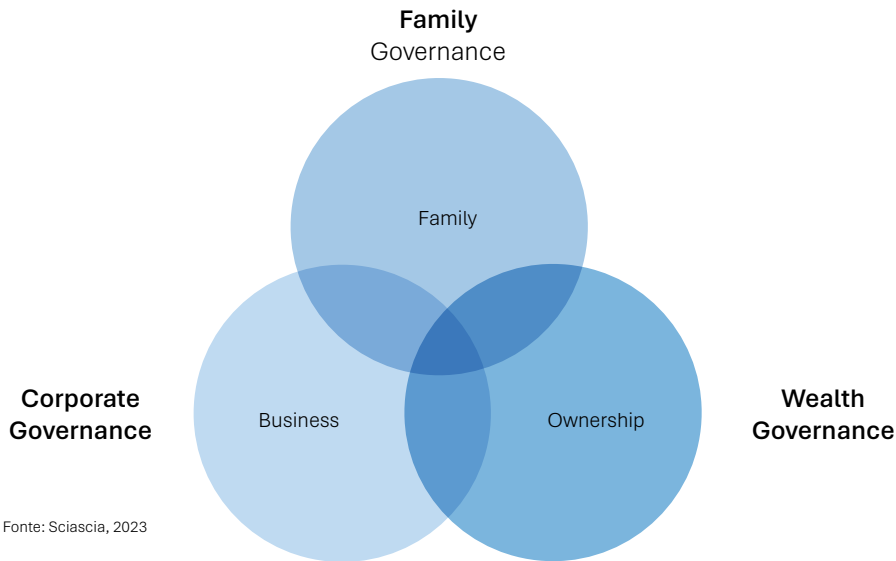 Family
Governance
Family
Corporate
Governance
Business
Ownership
Wealth
Governance
Fonte: Sciascia, 2023